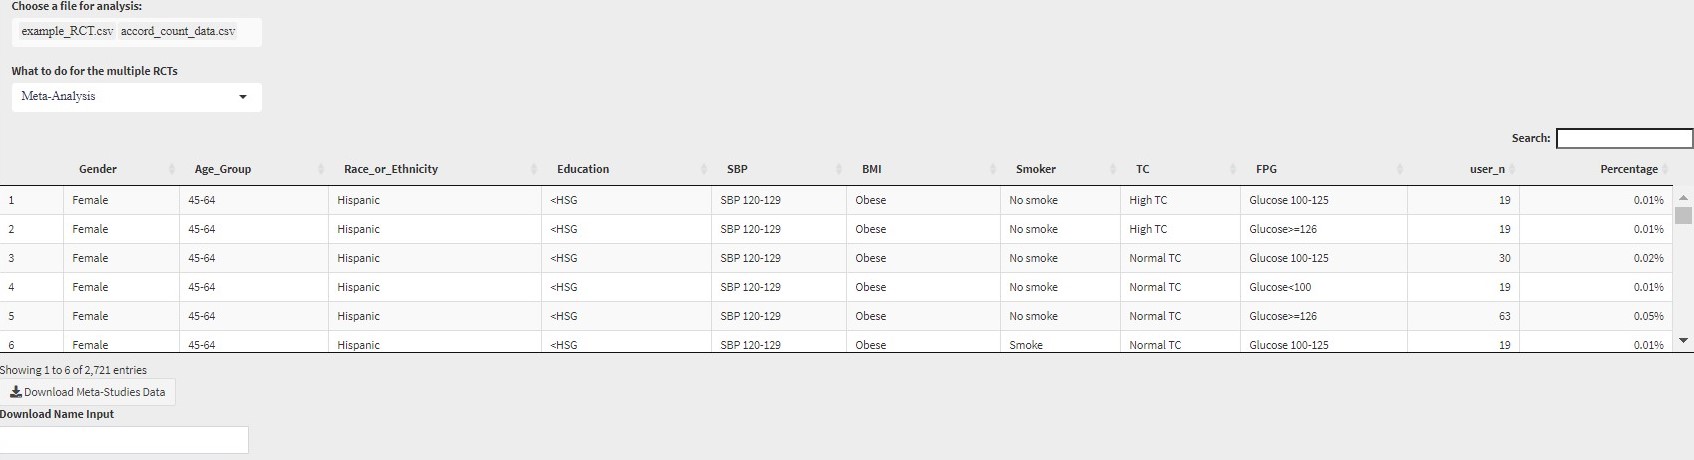 Choose a file for analysis:
example_RCT.csv accord_count_data.csv
What to do for the multiple RCTs
Meta-Analysis
Search:
Gender Age_Group Race_or_Ethnicity Education SBP BMI Smoker TC FPG user_n Percentage
1 Female 45-64 Hispanic <HSG SBP 120-129 Obese No smoke High TC Glucose 100-125 19 0.01%
2 Female 45-64 Hispanic <HSG SBP 120-129 Obese No smoke High TC Glucose>=126 19 0.01%
3 Female 45-64 Hispanic <HSG SBP 120-129 Obese No smoke Normal TC Glucose 100-125 30 0.02%
4 Female 45-64 Hispanic <HSG SBP 120-129 Obese No smoke Normal TC Glucose<100 19 0.01%
5 Female 45-64 Hispanic <HSG SBP 120-129 Obese No smoke Normal TC Glucose>=126 63 0.05%
6 Female 45-64 Hispanic <HSG SBP 120-129 Obese Smoke Normal TC Glucose 100-125 19 0.01%
Showing 1 to 6 of 2,721 entries
Download Meta-Studies Data
Download Name Input